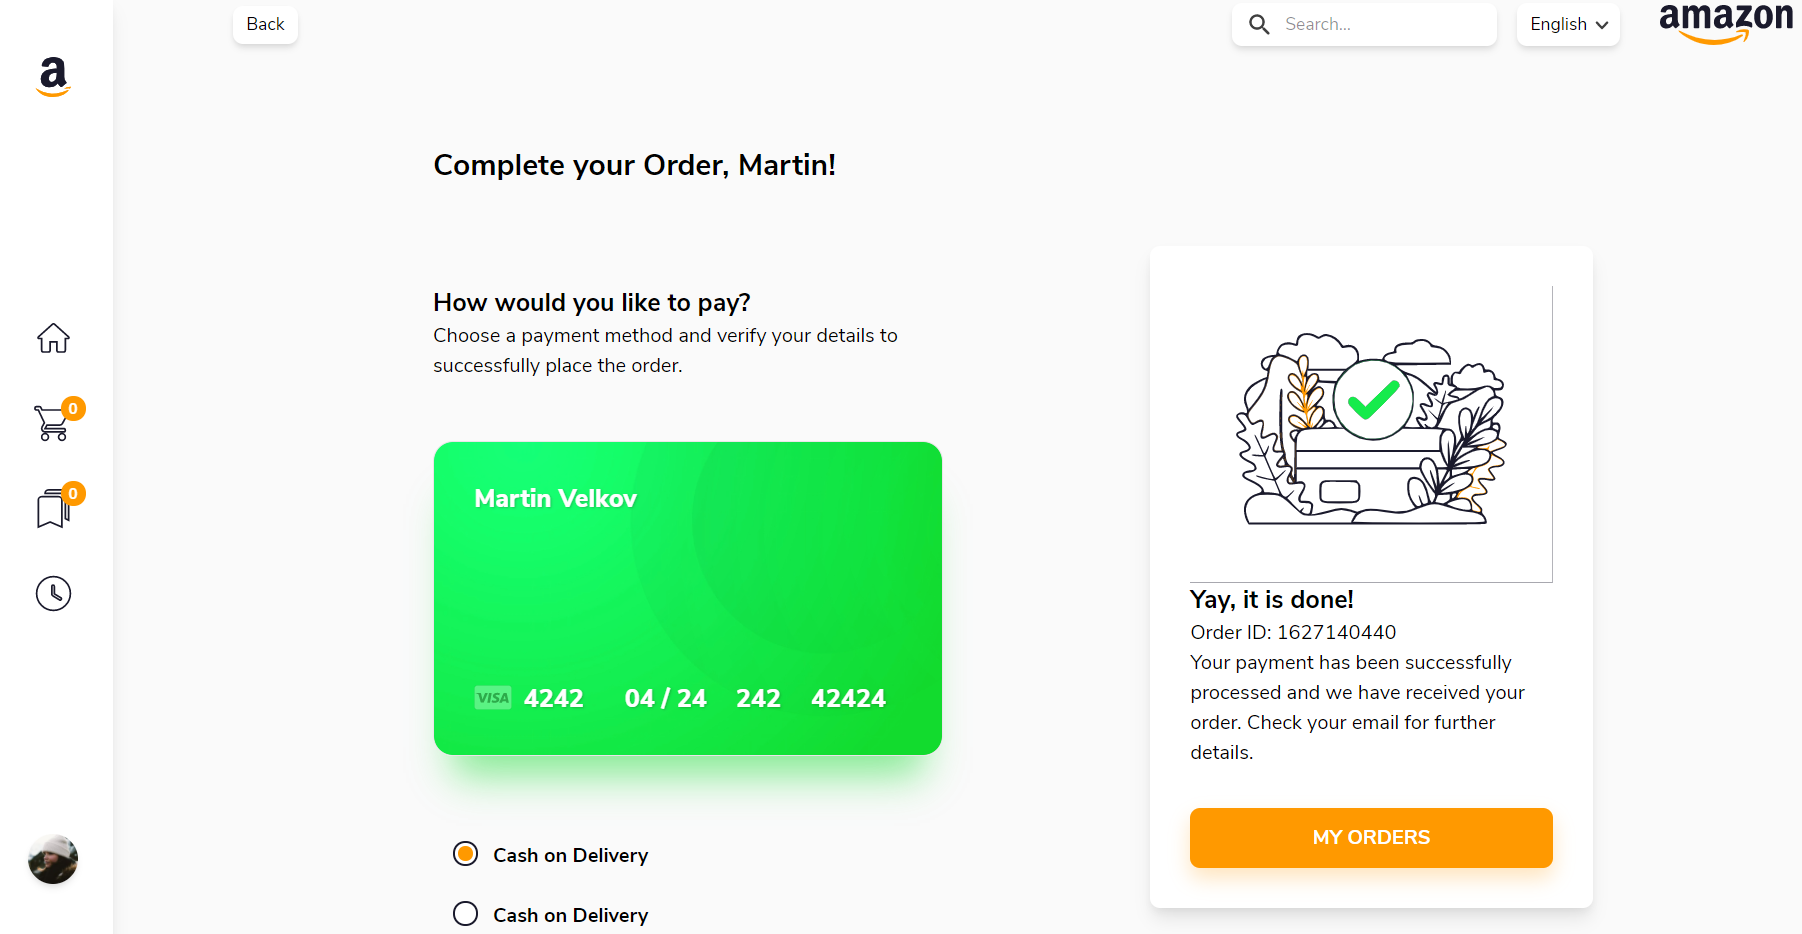 Back
Search...
English
amazon
a
Complete your Order, Martin!
How would you like to pay?
Choose a payment method and verify your details to
successfully place the order.
0
0
Martin Velkov
VISA 4242 04 / 24 242 42424
Cash on Delivery
Cash on Delivery
Yay, it is done!
Order ID: 1627140440
Your payment has been successfully
processed and we have received your
order. Check your email for further
details.
MY ORDERS